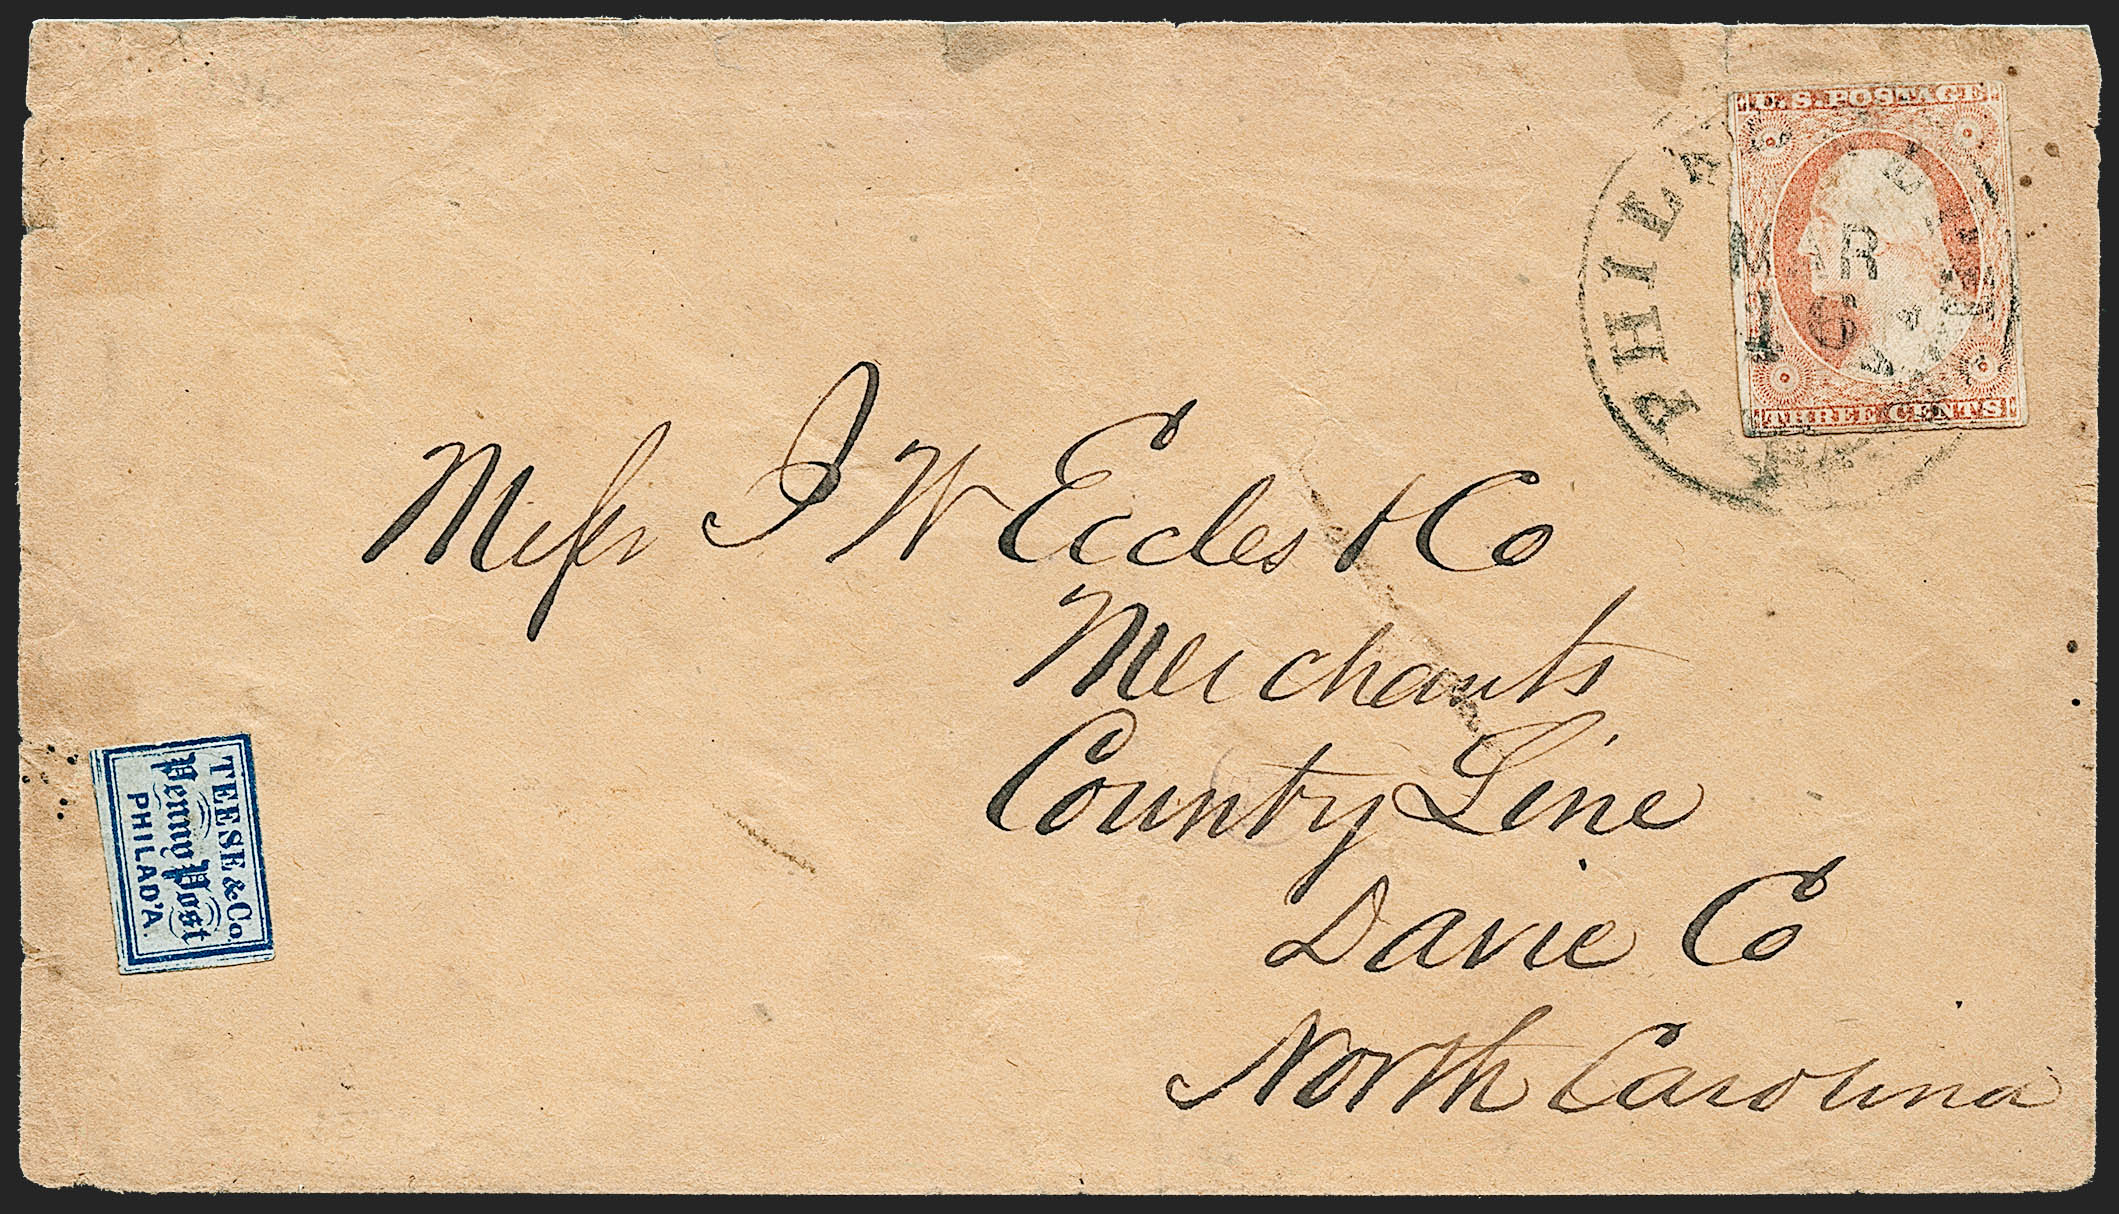 U.S. POSTAGE
THREE CENTS
PHILA
MAR
16
Messrs J W Eccles & Co
Merchants
County Line
Davie Co
North Carolina
TEESE & Co.
Penny Post
PHILAD'A.